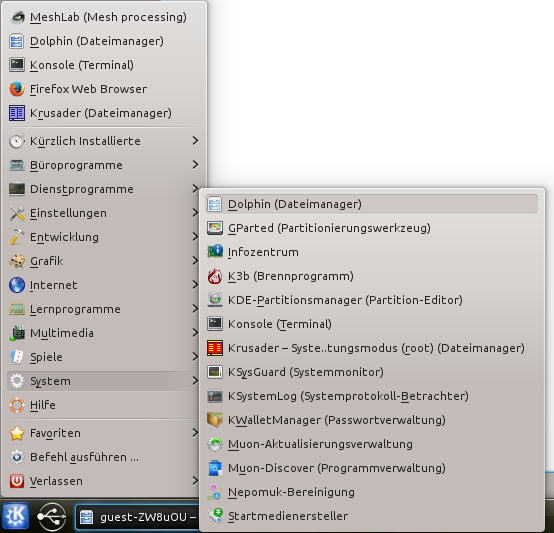 MeshLab (Mesh processing)
Dolphin (Dateimanager)
Konsole (Terminal)
Firefox Web Browser
Krusader (Dateimanager)
Kürzlich Installierte
Büroprogramme
Dienstprogramme
Einstellungen
Entwicklung
Grafik
Internet
Lernprogramme
Multimedia
Spiele
System
Hilfe
Favoriten
Befehl ausführen ...
Verlassen
Dolphin (Dateimanager)
GParted (Partitionierungswerkzeug)
Infozentrum
K3b (Brennprogramm)
KDE-Partitionsmanager (Partition-Editor)
Konsole (Terminal)
Krusader – Syste..tungsmodus (root) (Dateimanager)
KSysGuard (Systemmonitor)
KSystemLog (Systemprotokoll-Betrachter)
KWalletManager (Passwortverwaltung)
Muon-Aktualisierungsverwaltung
Muon-Discover (Programmverwaltung)
Nepomuk-Bereinigung
Startmedienersteller
guest-ZW8uOU –